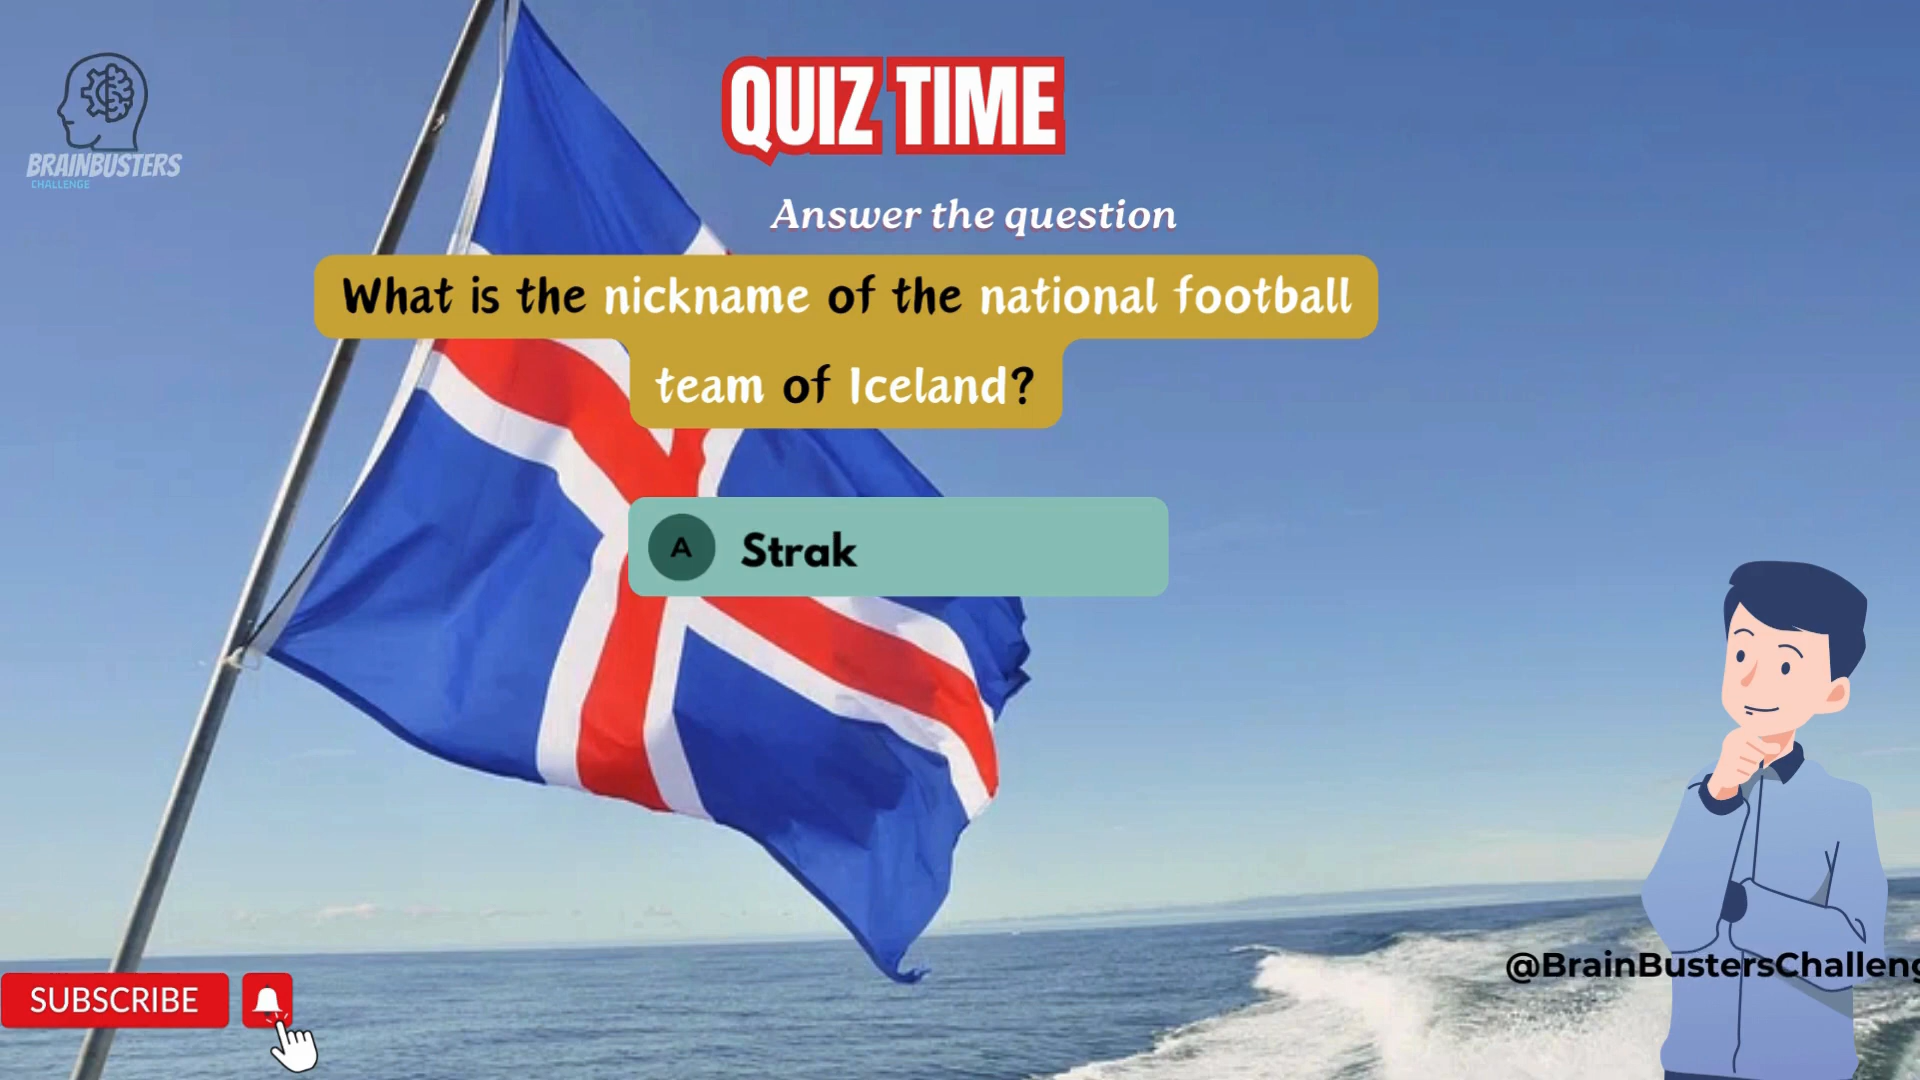 BRAINBUSTERS
CHALLENGE
QUIZ TIME
Answer the question
What is the nickname of the national football
team of Iceland?
A Strak
@BrainBustersChalleng
SUBSCRIBE